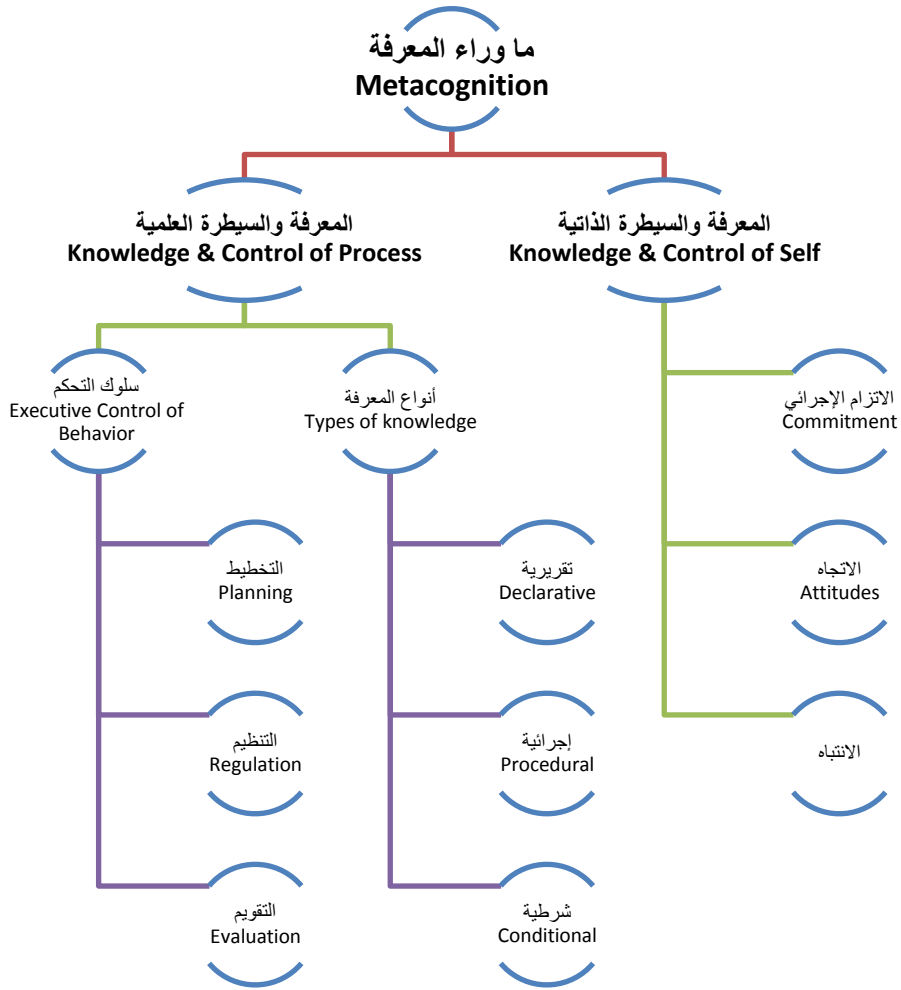 ما وراء المعرفة
Metacognition
المعرفة والسيطرة الذاتية
Knowledge & Control of Self
المعرفة والسيطرة العلمية
Knowledge & Control of Process
الاتزام الإجرائي
Commitment
الاتجاه
Attitudes
الانتباه
أنواع المعرفة
Types of knowledge
تقريرية
Declarative
إجرائية
Procedural
شرطية
Conditional
سلوك التحكم
Executive Control of
Behavior
التخطيط
Planning
التنظيم
Regulation
التقويم
Evaluation